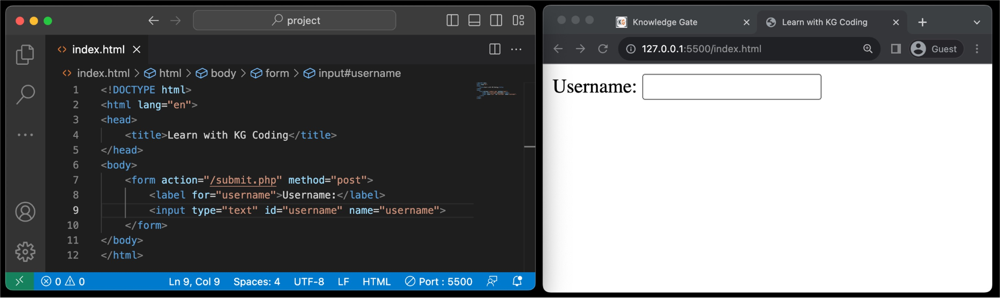 project
index.html
index.html > html > body > form > input#username
1 <!DOCTYPE html>
2 <html lang="en">
3 <head>
4 <title>Learn with KG Coding</title>
5 </head>
6 <body>
7 <form action="/submit.php" method="post">
8 <label for="username">Username:</label>
9 <input type="text" id="username" name="username">
10 </form>
11 </body>
12 </html>
0 0 Ln 9, Col 9 Spaces: 4 UTF-8 LF HTML Port : 5500
KG Knowledge Gate Learn with KG Coding
127.0.0.1:5500/index.html Guest
Username: